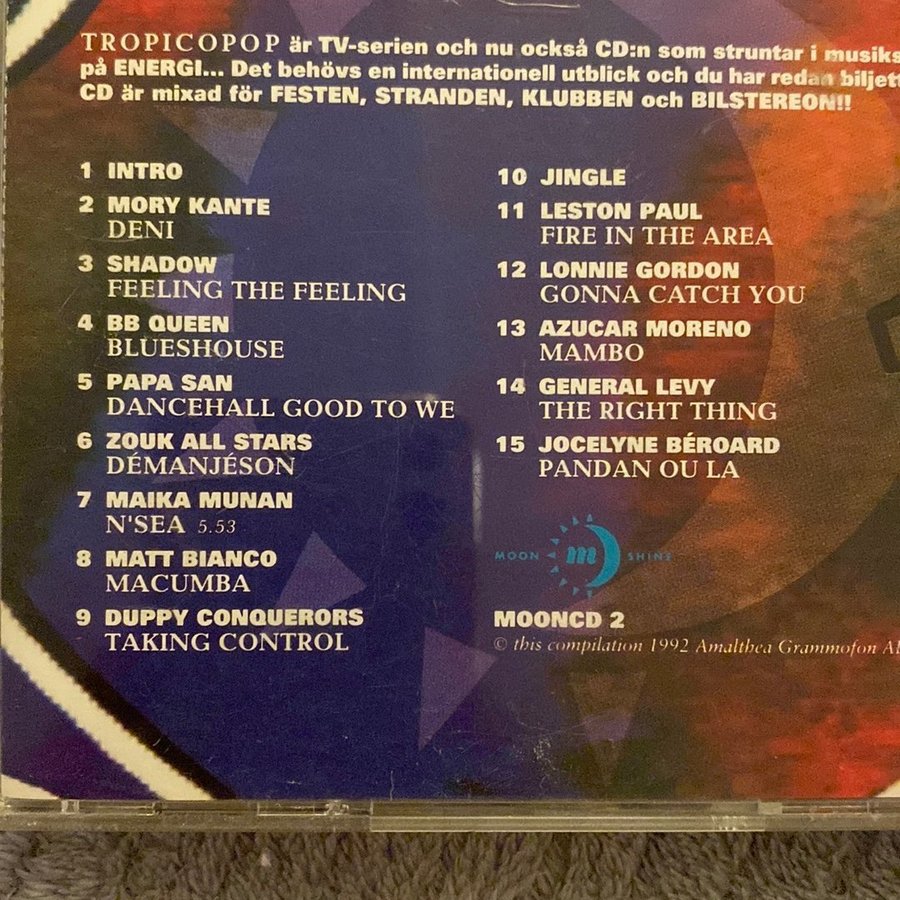 TROPICOPOP är TV-serien och nu också CD:n som struntar i musiks
på ENERGI... Det behövs en internationell utblick och du har redan biljett
CD är mixad för FESTEN, STRANDEN, KLUBBEN och BILSTEREON!!
1 INTRO
2 MORY KANTE
DENI
3 SHADOW
FEELING THE FEELING
4 BB QUEEN
BLUESHOUSE
5 PAPA SAN
DANCEHALL GOOD TO WE
6 ZOUK ALL STARS
DÉMANJÉSON
7 MAIKA MUNAN
N'SEA 5.53
8 MATT BIANCO
MACUMBA
9 DUPPY CONQUERORS
TAKING CONTROL
10 JINGLE
11 LESTON PAUL
FIRE IN THE AREA
12 LONNIE GORDON
GONNA CATCH YOU
13 AZUCAR MORENO
MAMBO
14 GENERAL LEVY
THE RIGHT THING
15 JOCELYNE BÉROARD
PANDAN OU LA
MOON m SHINE
MOONCD 2
© this compilation 1992 Amalthea Grammofon A